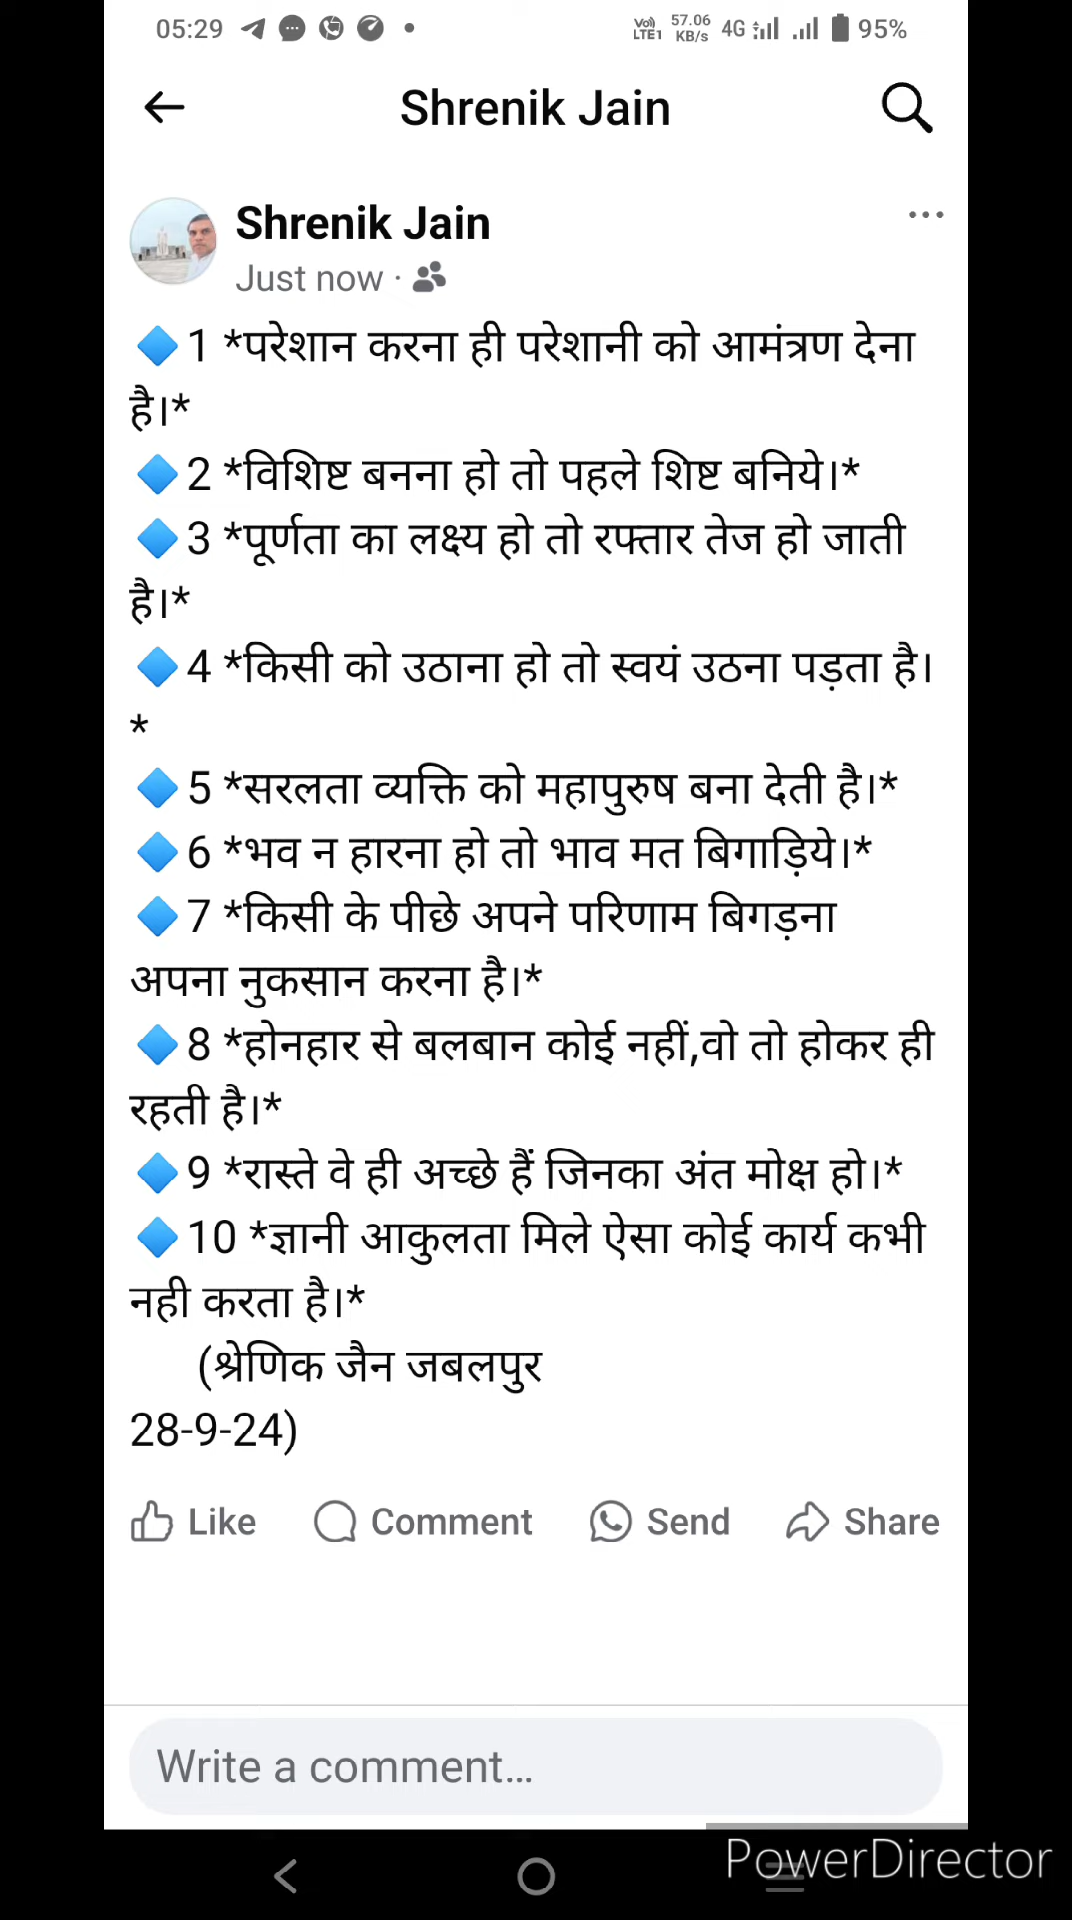 05:29
Vo) LTE1 57.06 KB/s 4G 95%
Shrenik Jain
Shrenik Jain
Just now ·
🔷1 *परेशान करना ही परेशानी को आमंत्रण देना
है।*
🔷2 *विशिष्ट बनना हो तो पहले शिष्ट बनिये।*
🔷3 *पूर्णता का लक्ष्य हो तो रफ्तार तेज हो जाती
है।*
🔷4 *किसी को उठाना हो तो स्वयं उठना पड़ता है।
*
🔷5 *सरलता व्यक्ति को महापुरुष बना देती है।*
🔷6 *भव न हारना हो तो भाव मत बिगाड़िये।*
🔷7 *किसी के पीछे अपने परिणाम बिगड़ना
अपना नुकसान करना है।*
🔷8 *होनहार से बलबान कोई नहीं,वो तो होकर ही
रहती है।*
🔷9 *रास्ते वे ही अच्छे हैं जिनका अंत मोक्ष हो।*
🔷10 *ज्ञानी आकुलता मिले ऐसा कोई कार्य कभी
नही करता है।*
(श्रेणिक जैन जबलपुर
28-9-24)
Like Comment Send Share
Write a comment...
PowerDirector